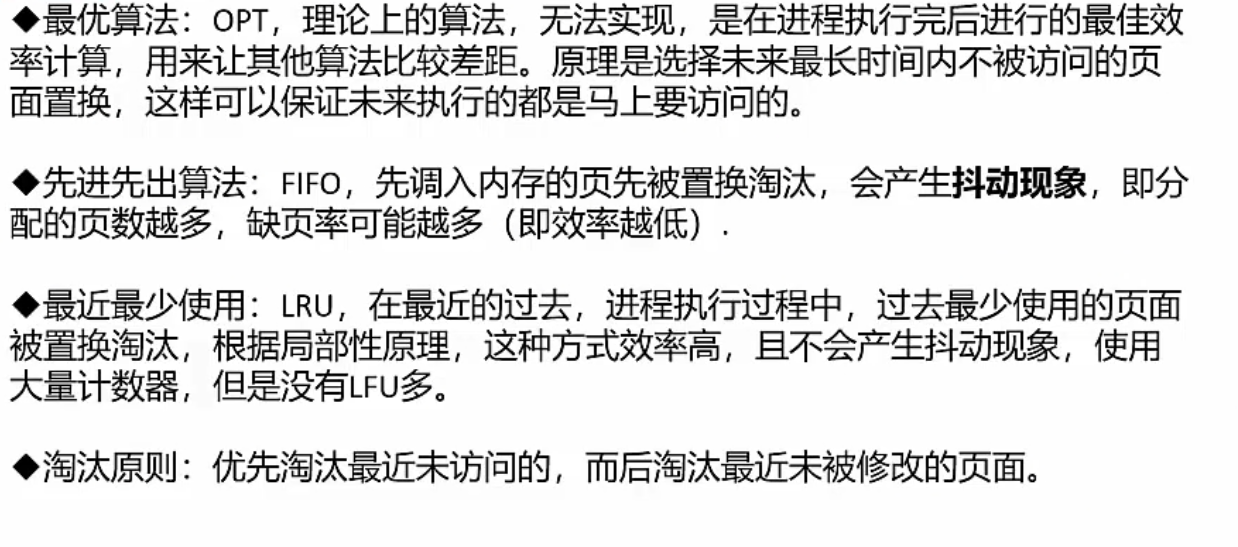 ◆最优算法：OPT，理论上的算法，无法实现，是在进程执行完后进行的最佳效
率计算，用来让其他算法比较差距。原理是选择未来最长时间内不被访问的页
面置换，这样可以保证未来执行的都是马上要访问的。
◆先进先出算法：FIFO，先调入内存的页先被置换淘汰，会产生抖动现象，即分
配的页数越多，缺页率可能越多（即效率越低）.
◆最近最少使用：LRU，在最近的过去，进程执行过程中，过去最少使用的页面
被置换淘汰，根据局部性原理，这种方式效率高，且不会产生抖动现象，使用
大量计数器，但是没有LFU多。
◆淘汰原则：优先淘汰最近未访问的，而后淘汰最近未被修改的页面。